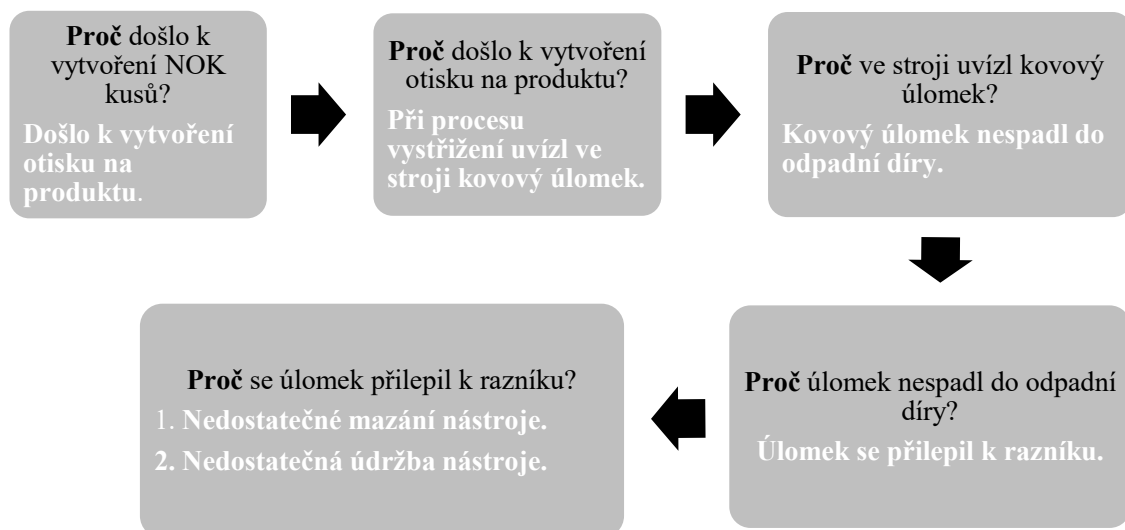 Proč došlo k
vytvoření NOK
kusů?
Došlo k vytvoření
otisku na
produktu.
Proč došlo k vytvoření
otisku na produktu?
Při procesu
vystřižení uvízl ve
stroji kovový úlomek.
Proč ve stroji uvízl kovový
úlomek?
Kovový úlomek nespadl do
odpadní díry.
Proč úlomek nespadl do odpadní
díry?
Úlomek se přilepil k razníku.
Proč se úlomek přilepil k razníku?
1. Nedostatečné mazání nástroje.
2. Nedostatečná údržba nástroje.